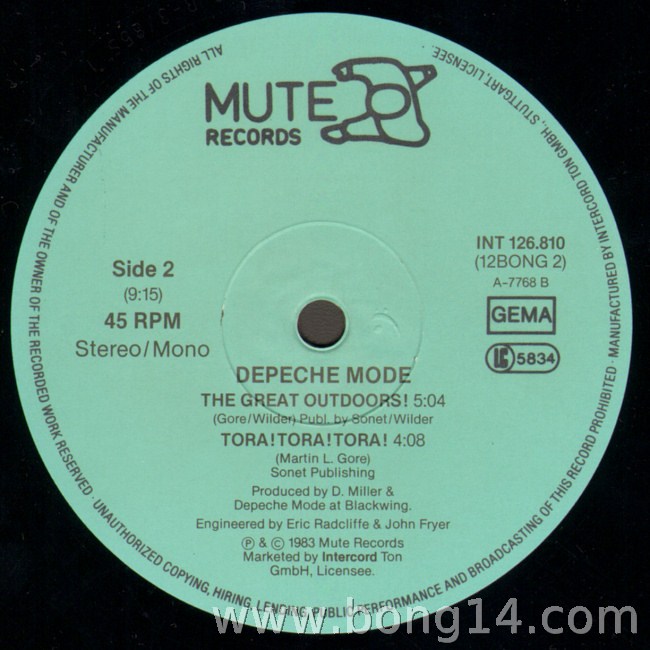 MUTE
RECORDS
ALL RIGHTS OF THE MANUFACTURER AND OF THE OWNER OF THE RECORDED WORK RESERVED · UNAUTHORIZED COPYING, HIRING, LENDING, PUBLIC PERFORMANCE AND BROADCASTING OF THIS RECORD PROHIBITED · MANUFACTURED BY INTERCORD TON GMBH, STUTTGART, LICENSEE.
Side 2
(9:15)
45 RPM
Stereo/Mono
INT 126.810
(12BONG 2)
A-7768 B
GEMA
LC 5834
DEPECHE MODE
THE GREAT OUTDOORS! 5:04
(Gore/Wilder) Publ. by Sonet/Wilder
TORA!TORA!TORA! 4:08
(Martin L. Gore)
Sonet Publishing
Produced by D. Miller &
Depeche Mode at Blackwing.
Engineered by Eric Radcliffe & John Fryer
Ⓟ & © 1983 Mute Records
Marketed by Intercord Ton
GmbH, Licensee.
www.bong14.com